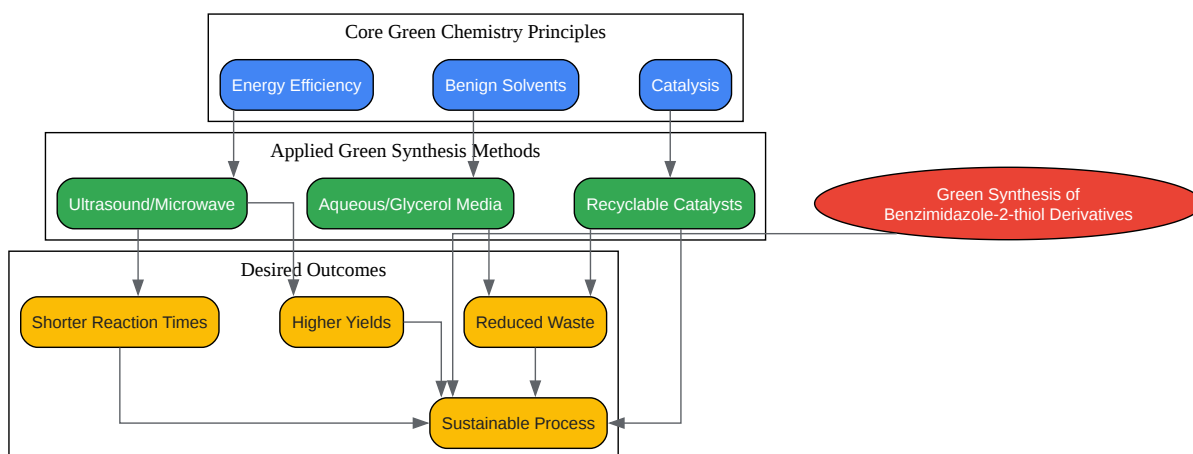 Core Green Chemistry Principles
Energy Efficiency
Benign Solvents
Catalysis
Applied Green Synthesis Methods
Ultrasound/Microwave
Aqueous/Glycerol Media
Recyclable Catalysts
Green Synthesis of
Benzimidazole-2-thiol Derivatives
Desired Outcomes
Shorter Reaction Times
Higher Yields
Reduced Waste
Sustainable Process